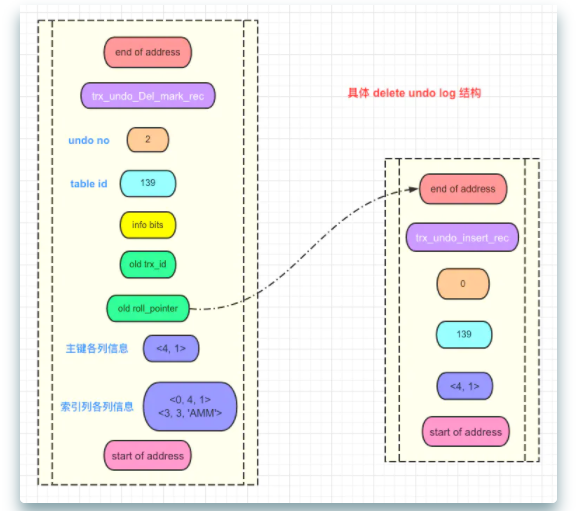 end of address
trx_undo_Del_mark_rec
具体 delete undo log 结构
undo no 2
table id 139
info bits
old trx_id
old roll_pointer
主键各列信息 <4, 1>
索引列各列信息 <0, 4, 1>
<3, 3, 'AMM'>
start of address
end of address
trx_undo_insert_rec
0
139
<4, 1>
start of address